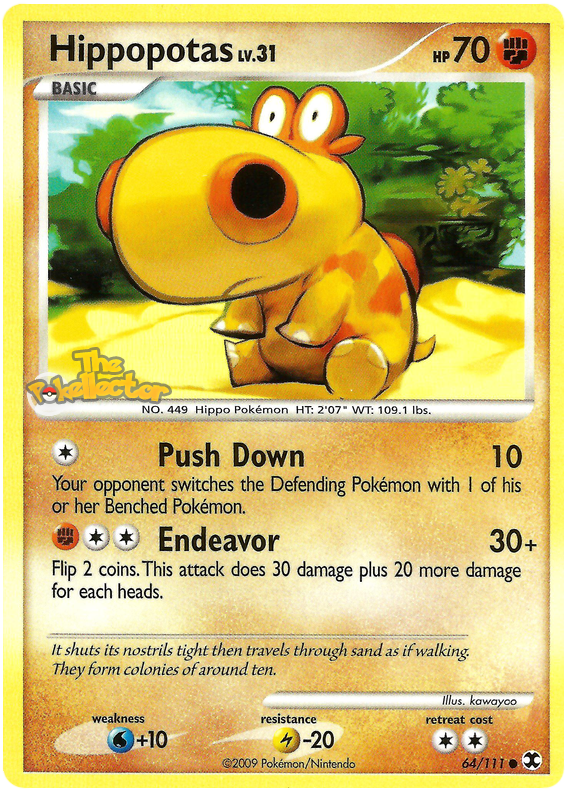 Hippopotas LV.31
HP 70
BASIC
The
Pokellector
NO. 449 Hippo Pokémon HT: 2'07" WT: 109.1 lbs.
Push Down 10
Your opponent switches the Defending Pokémon with 1 of his
or her Benched Pokémon.
Endeavor 30+
Flip 2 coins. This attack does 30 damage plus 20 more damage
for each heads.
It shuts its nostrils tight then travels through sand as if walking.
They form colonies of around ten.
Illus. kawayoo
weakness resistance retreat cost
+10 -20
©2009 Pokémon/Nintendo 64/111